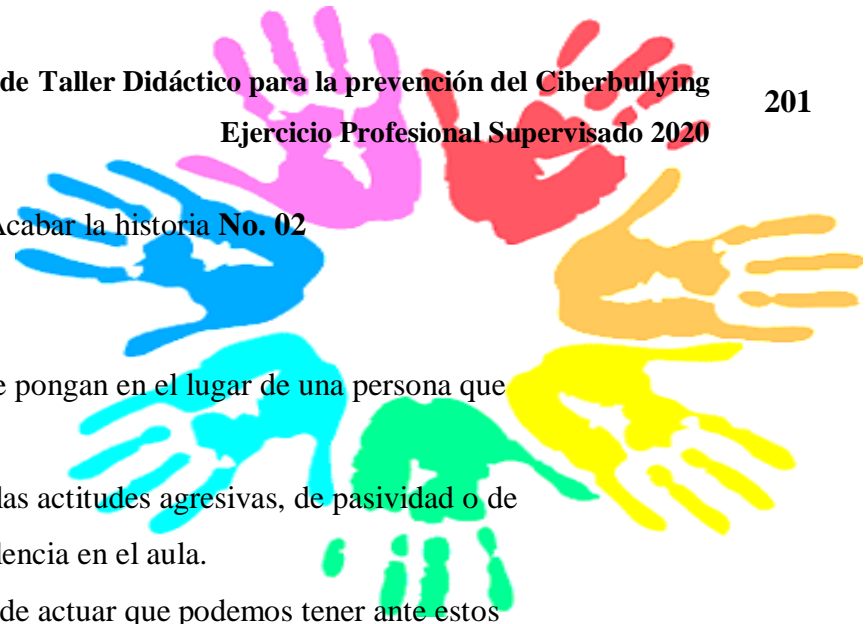 de Taller Didáctico para la prevención del Ciberbullying
201
Ejercicio Profesional Supervisado 2020
Acabar la historia No. 02
e pongan en el lugar de una persona que
las actitudes agresivas, de pasividad o de
lencia en el aula.
de actuar que podemos tener ante estos